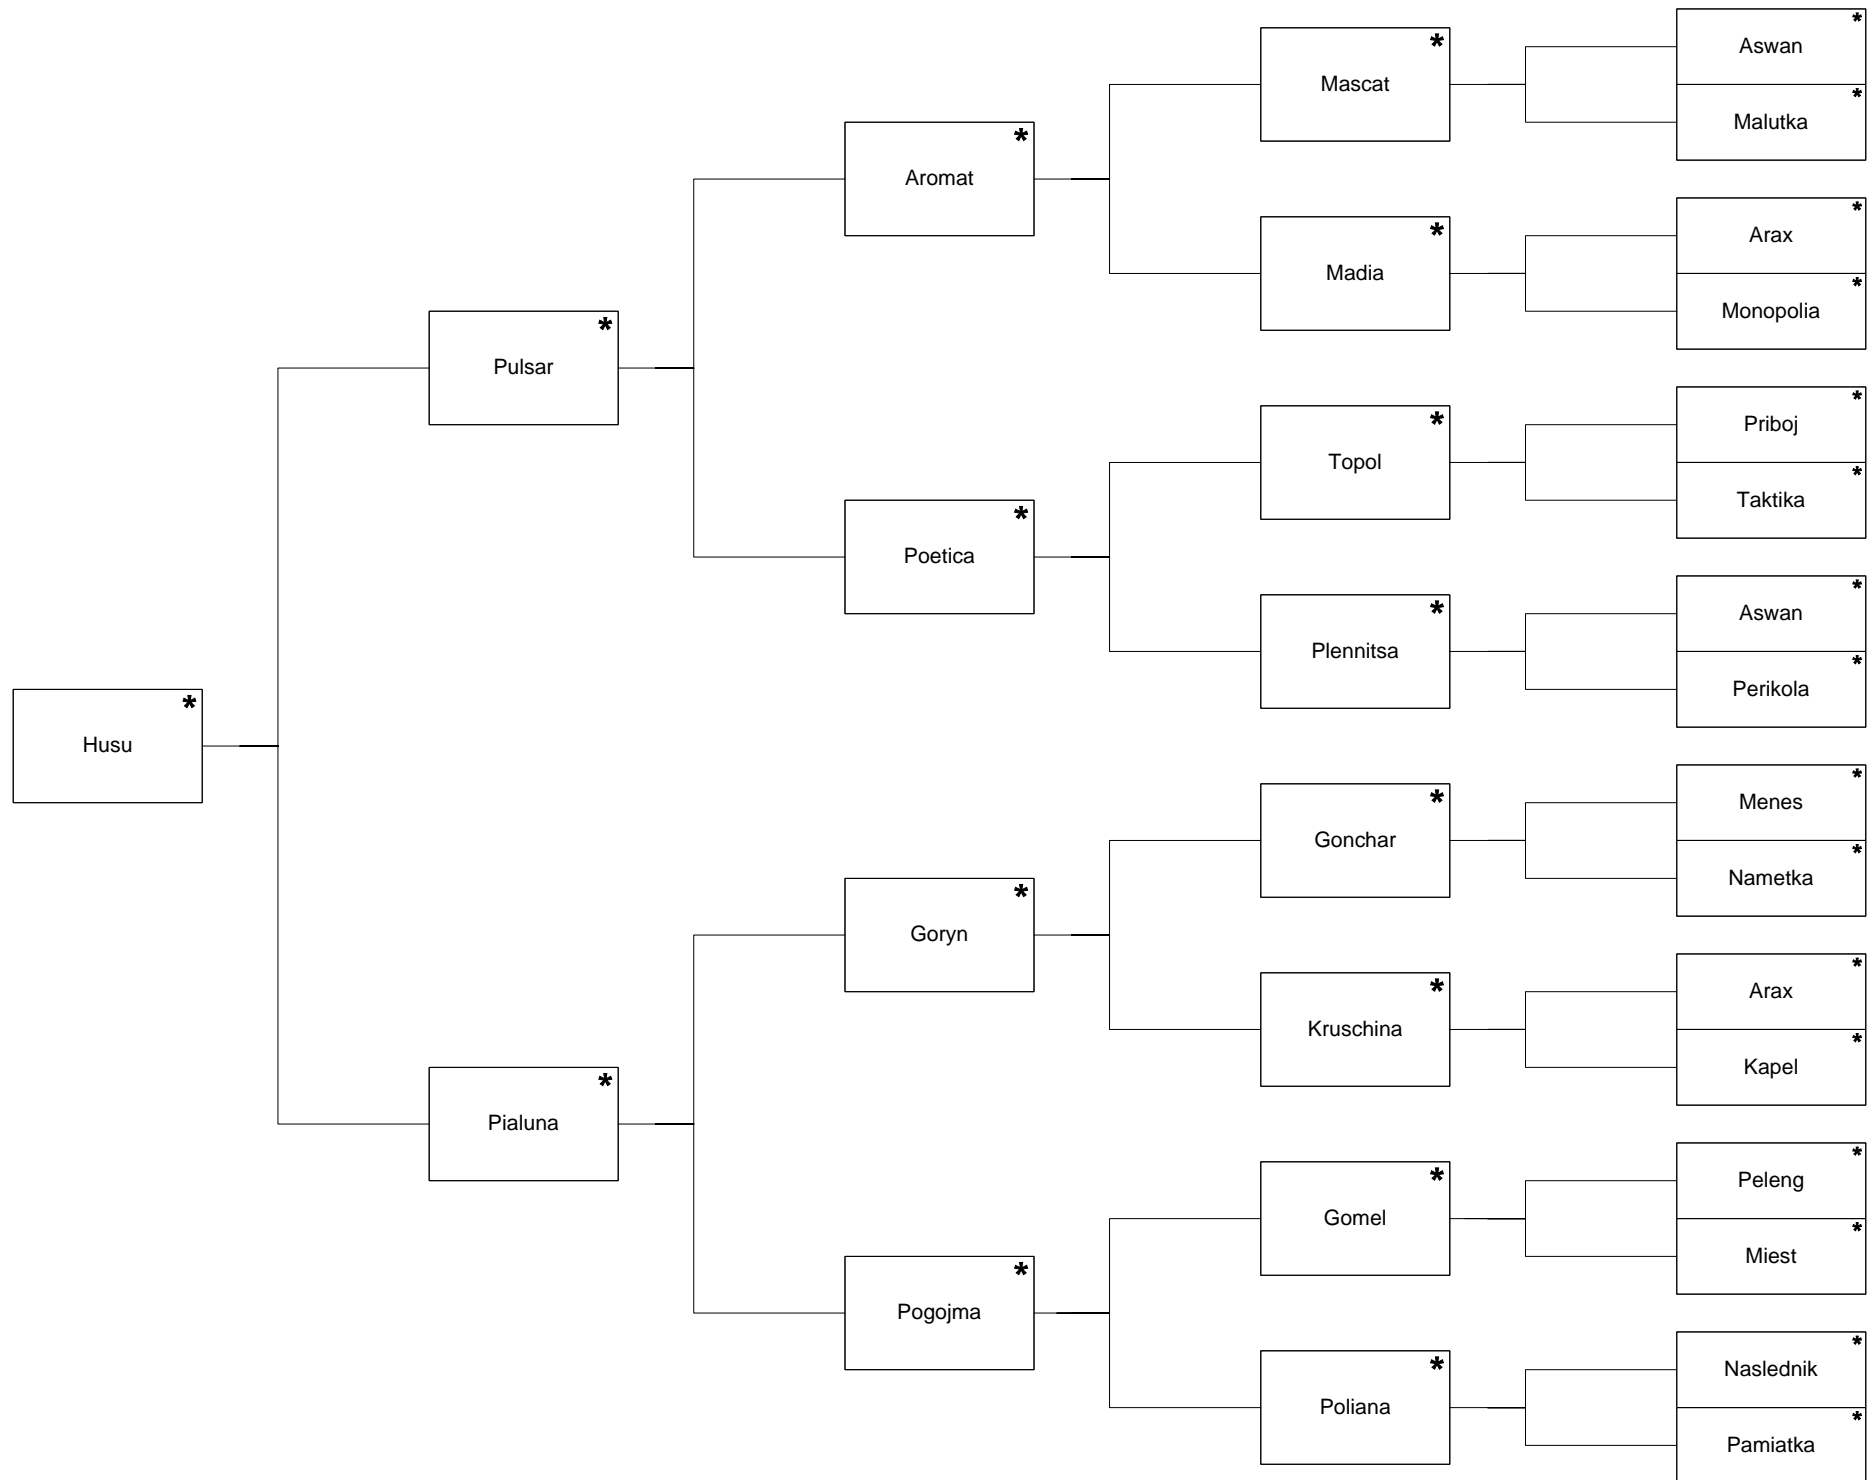 Husu *
Pulsar *
Pialuna *
Aromat *
Poetica *
Goryn *
Pogojma *
Mascat *
Madia *
Topol *
Plennitsa *
Gonchar *
Kruschina *
Gomel *
Poliana *
Aswan *
Malutka *
Arax *
Monopolia *
Priboj *
Taktika *
Aswan *
Perikola *
Menes *
Nametka *
Arax *
Kapel *
Peleng *
Miest *
Naslednik *
Pamiatka *